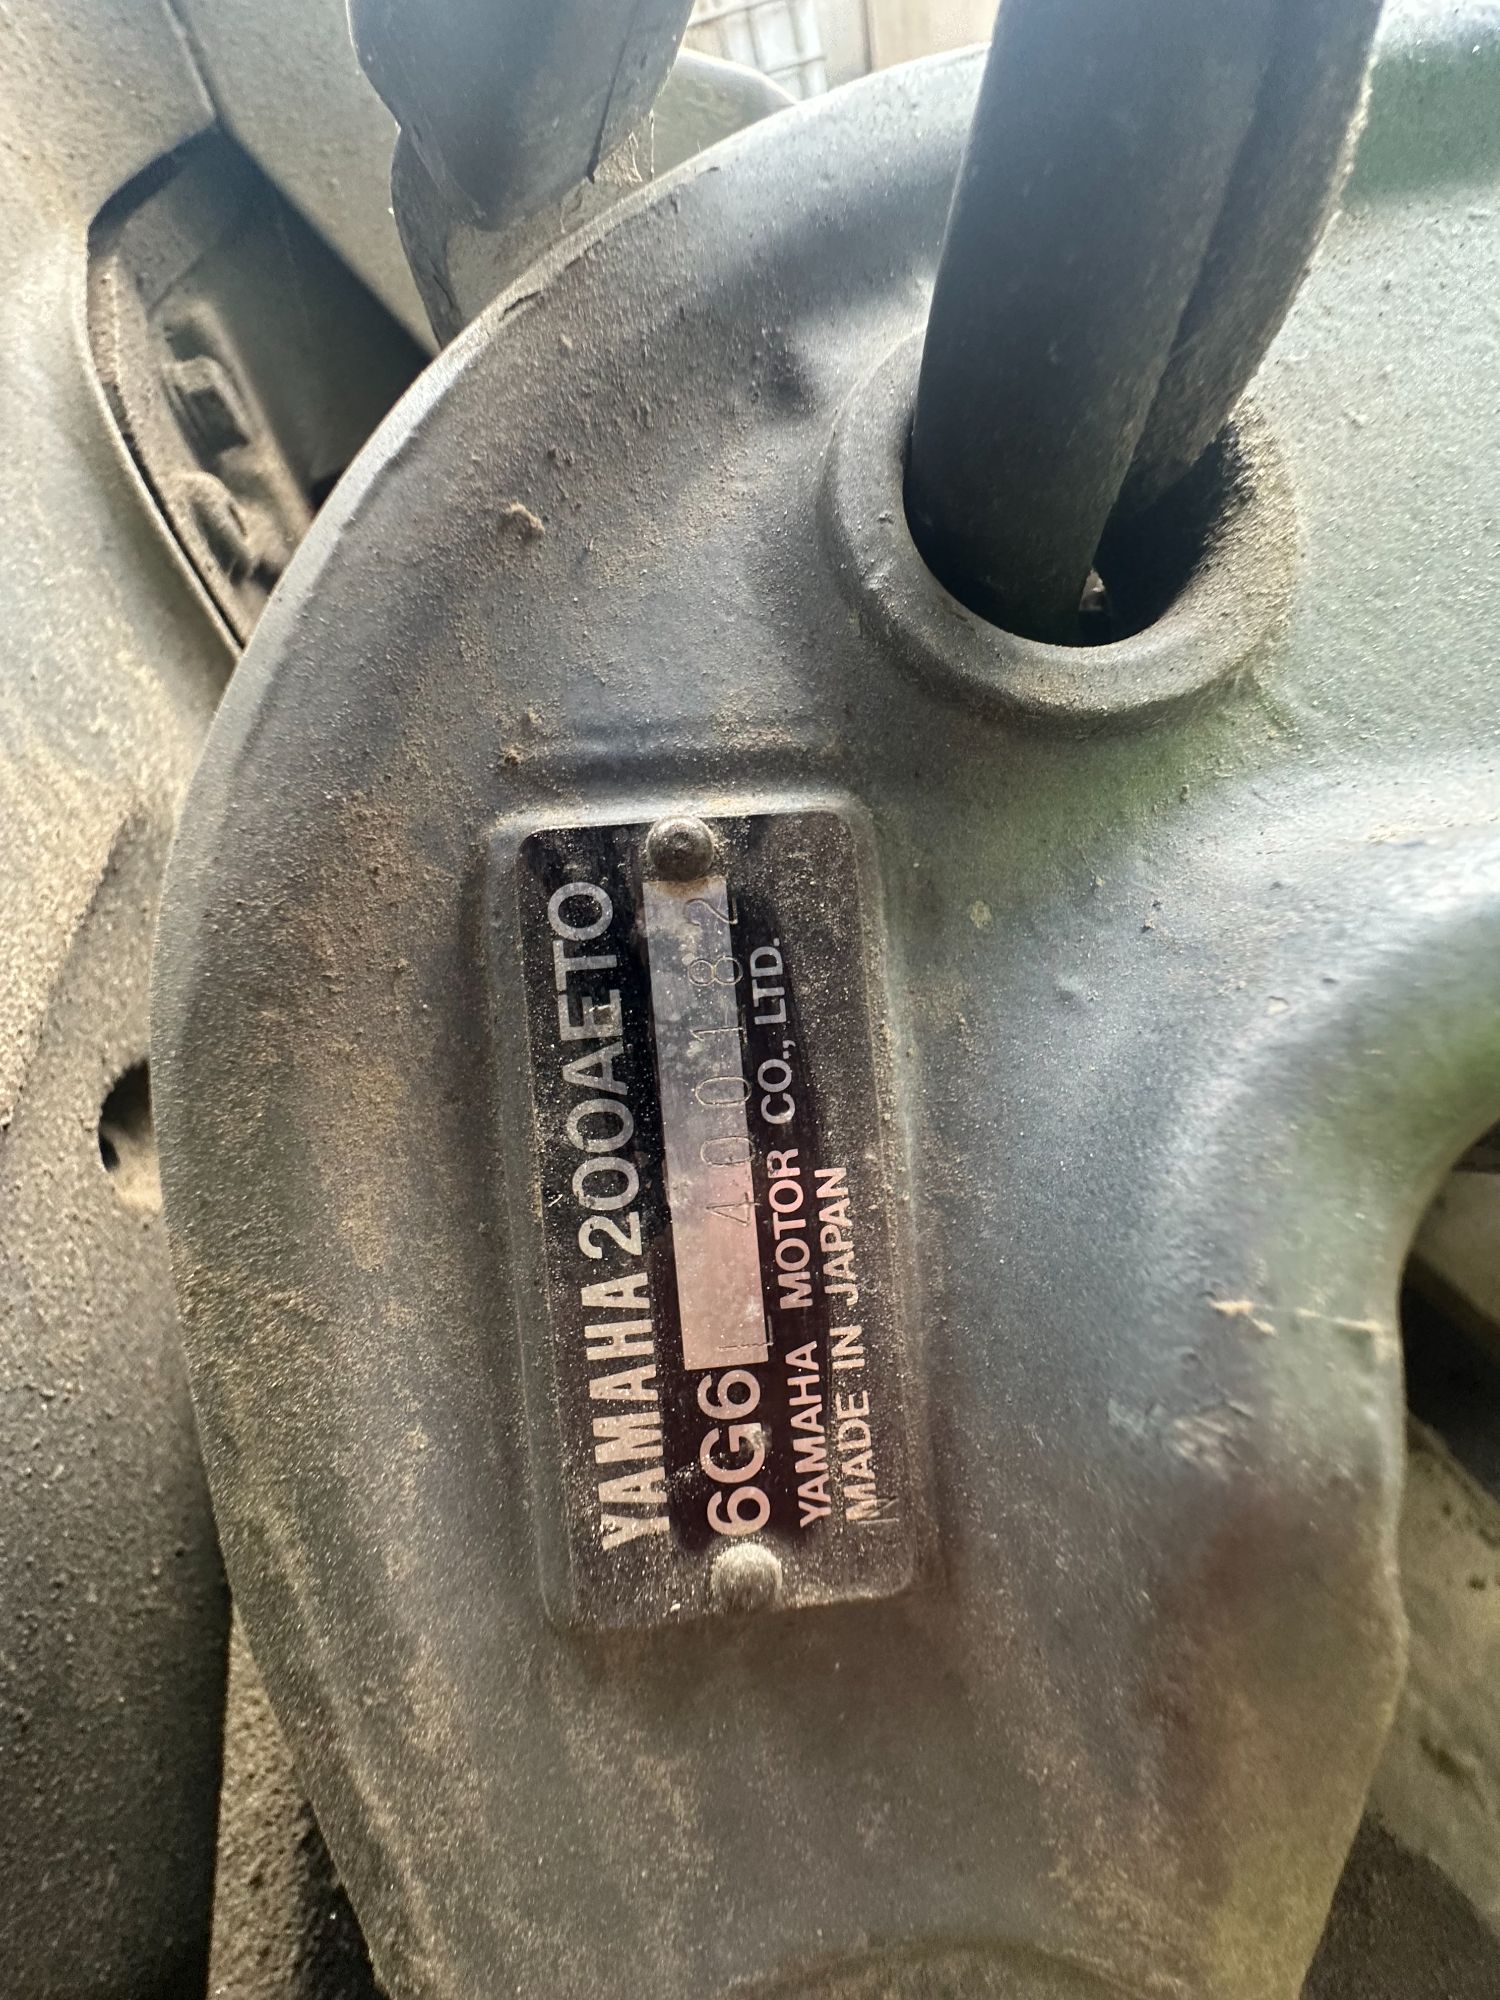 YAMAHA 200AETO
6G6 L 400182
YAMAHA MOTOR CO., LTD.
MADE IN JAPAN
N